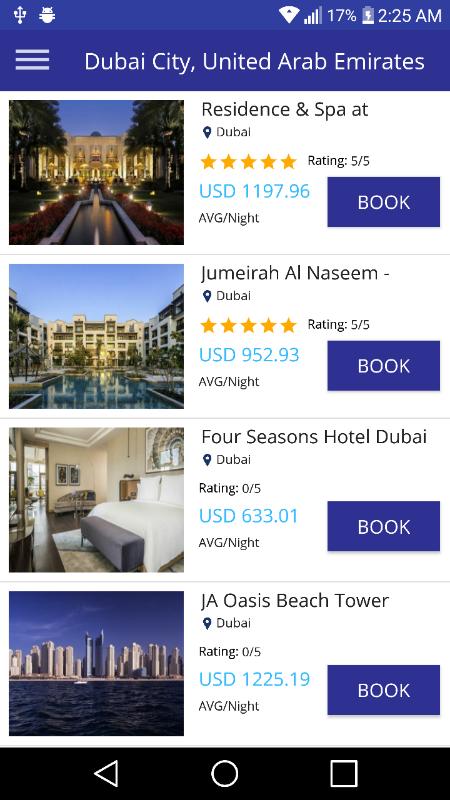 17% 2:25 AM
Dubai City, United Arab Emirates
Residence & Spa at
Dubai
Rating: 5/5
USD 1197.96
BOOK
AVG/Night
Jumeirah Al Naseem -
Dubai
Rating: 5/5
USD 952.93
BOOK
AVG/Night
Four Seasons Hotel Dubai
Dubai
Rating: 0/5
USD 633.01
BOOK
AVG/Night
JA Oasis Beach Tower
Dubai
Rating: 0/5
USD 1225.19
BOOK
AVG/Night